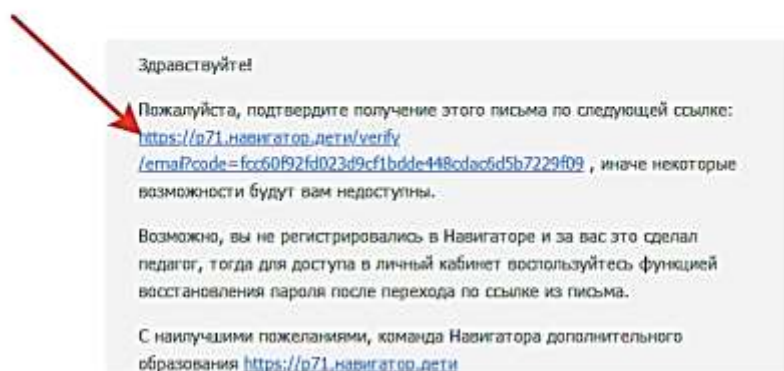 Здравствуйте!
Пожалуйста, подтвердите получение этого письма по следующей ссылке:
https://р71.навигатор.дети/verify
/email?code=fcc60f92fd023d9cf1bdde448cdac6d5b7229f09 , иначе некоторые
возможности будут вам недоступны.
Возможно, вы не регистрировались в Навигаторе и за вас это сделал
педагог, тогда для доступа в личный кабинет воспользуйтесь функцией
восстановления пароля после перехода по ссылке из письма.
С наилучшими пожеланиями, команда Навигатора дополнительного
образования https://р71.навигатор.дети